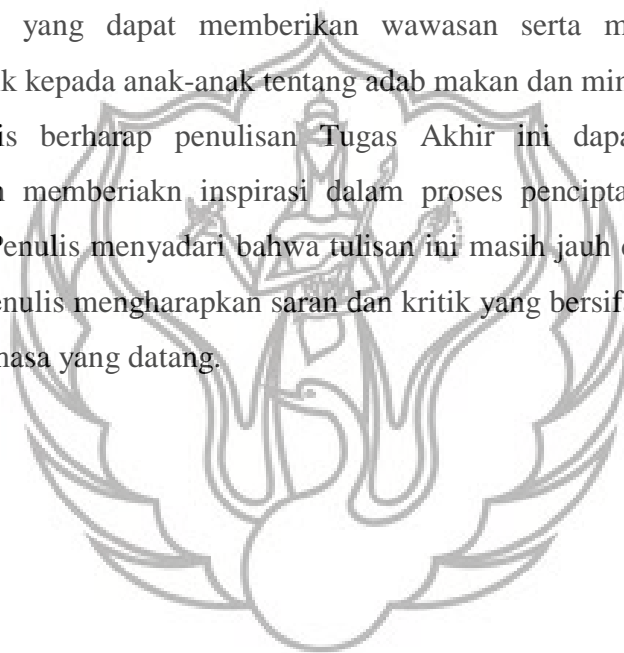 yang dapat memberikan wawasan serta m
k kepada anak-anak tentang adab makan dan min
is berharap penulisan Tugas Akhir ini dapa
n memberiakn inspirasi dalam proses pencipta
Penulis menyadari bahwa tulisan ini masih jauh
enulis mengharapkan saran dan kritik yang bersifa
masa yang datang.